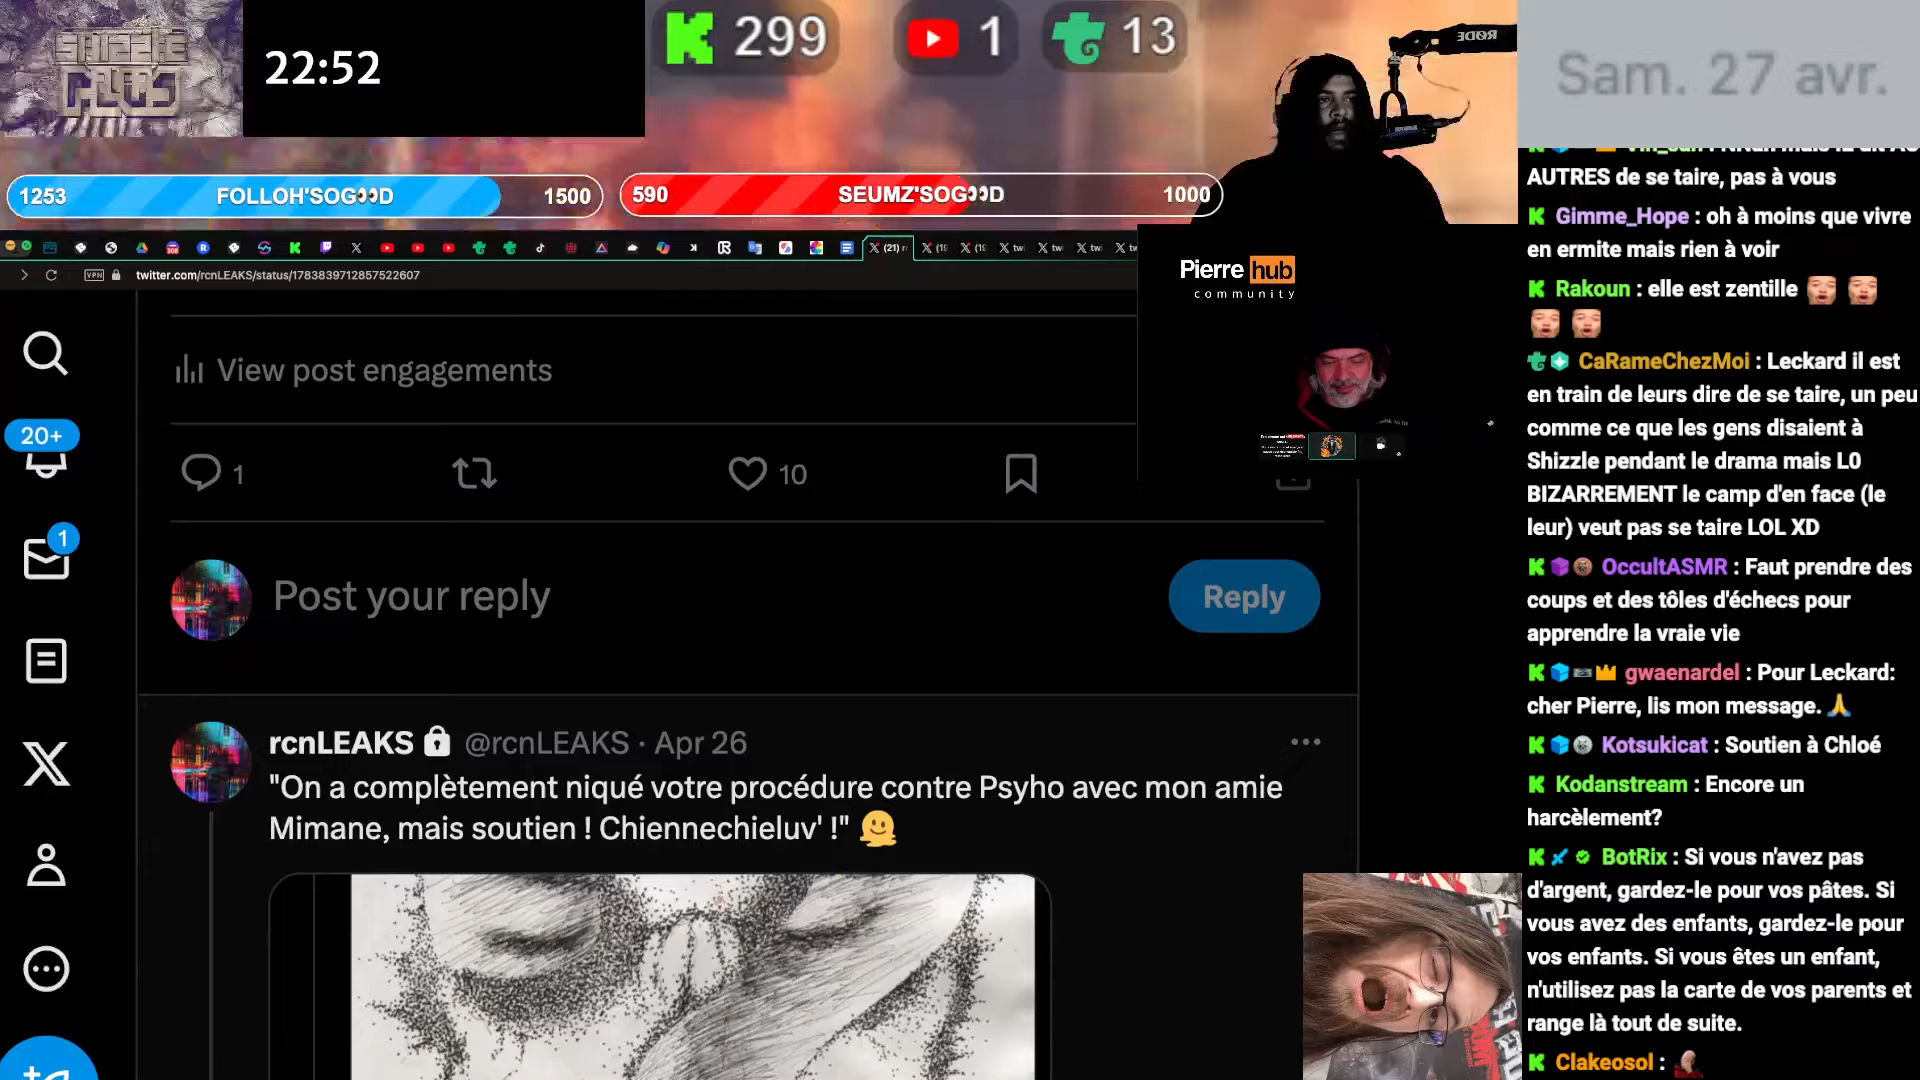 SHIZZLE
CLUB
22:52
299
1
13
RØDE
Sam. 27 avr.
1253 FOLLOH'SOG👀D 1500
590 SEUMZ'SOG👀D 1000
twitter.com/rcnLEAKS/status/1783839712857522607
VPN
Pierre hub
community
View post engagements
20+
1
1
10
Post your reply
Reply
rcnLEAKS @rcnLEAKS · Apr 26
"On a complètement niqué votre procédure contre Psyho avec mon amie
Mimane, mais soutien ! Chiennechieluv' !" 🫠
AUTRES de se taire, pas à vous
Gimme_Hope : oh à moins que vivre
en ermite mais rien à voir
Rakoun : elle est zentille
CaRameChezMoi : Leckard il est
en train de leurs dire de se taire, un peu
comme ce que les gens disaient à
Shizzle pendant le drama mais L0
BIZARREMENT le camp d'en face (le
leur) veut pas se taire LOL XD
OccultASMR : Faut prendre des
coups et des tôles d'échecs pour
apprendre la vraie vie
gwaenardel : Pour Leckard:
cher Pierre, lis mon message. 🙏
Kotsukicat : Soutien à Chloé
Kodanstream : Encore un
harcèlement?
BotRix : Si vous n'avez pas
d'argent, gardez-le pour vos pâtes. Si
vous avez des enfants, gardez-le pour
vos enfants. Si vous êtes un enfant,
n'utilisez pas la carte de vos parents et
range là tout de suite.
Clakeosol :